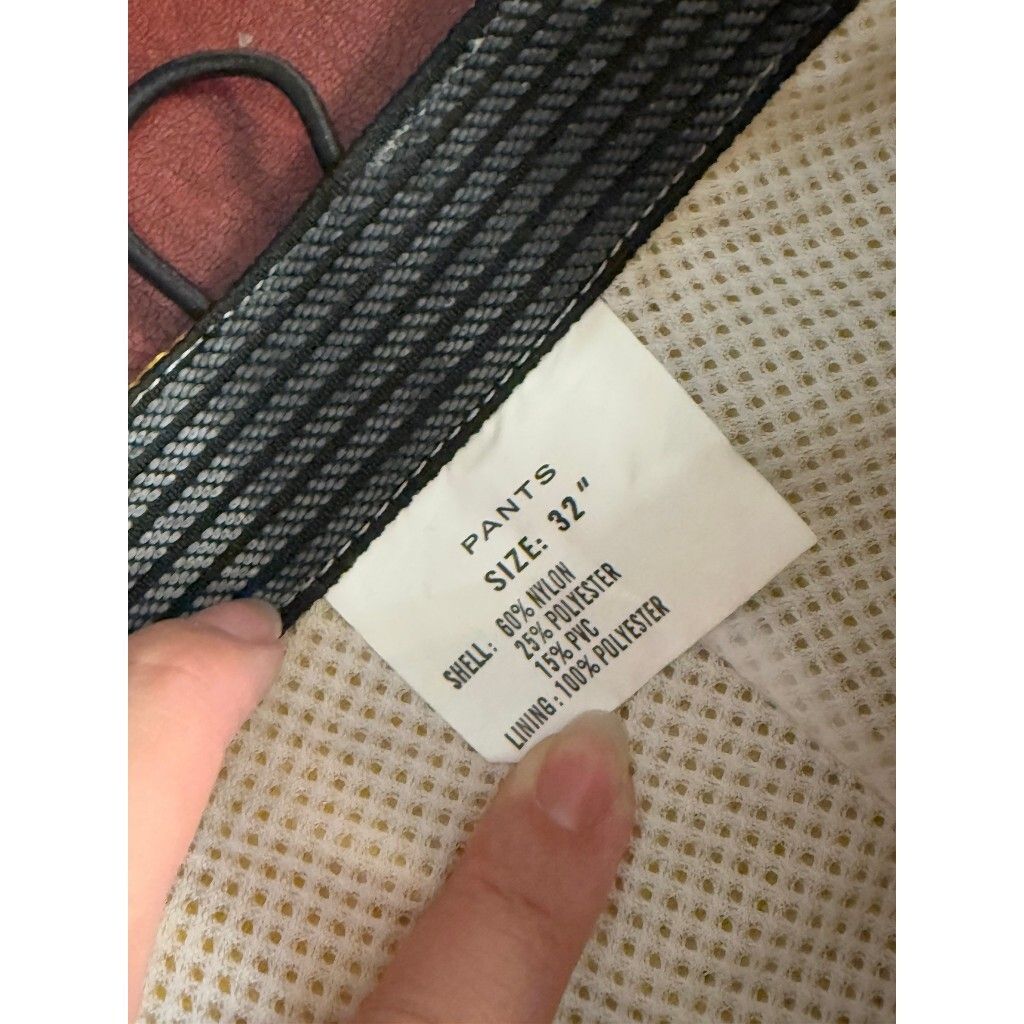 PANTS
SIZE: 32"
SHELL: 60% NYLON
25% POLYESTER
15% PVC
LINING: 100% POLYESTER